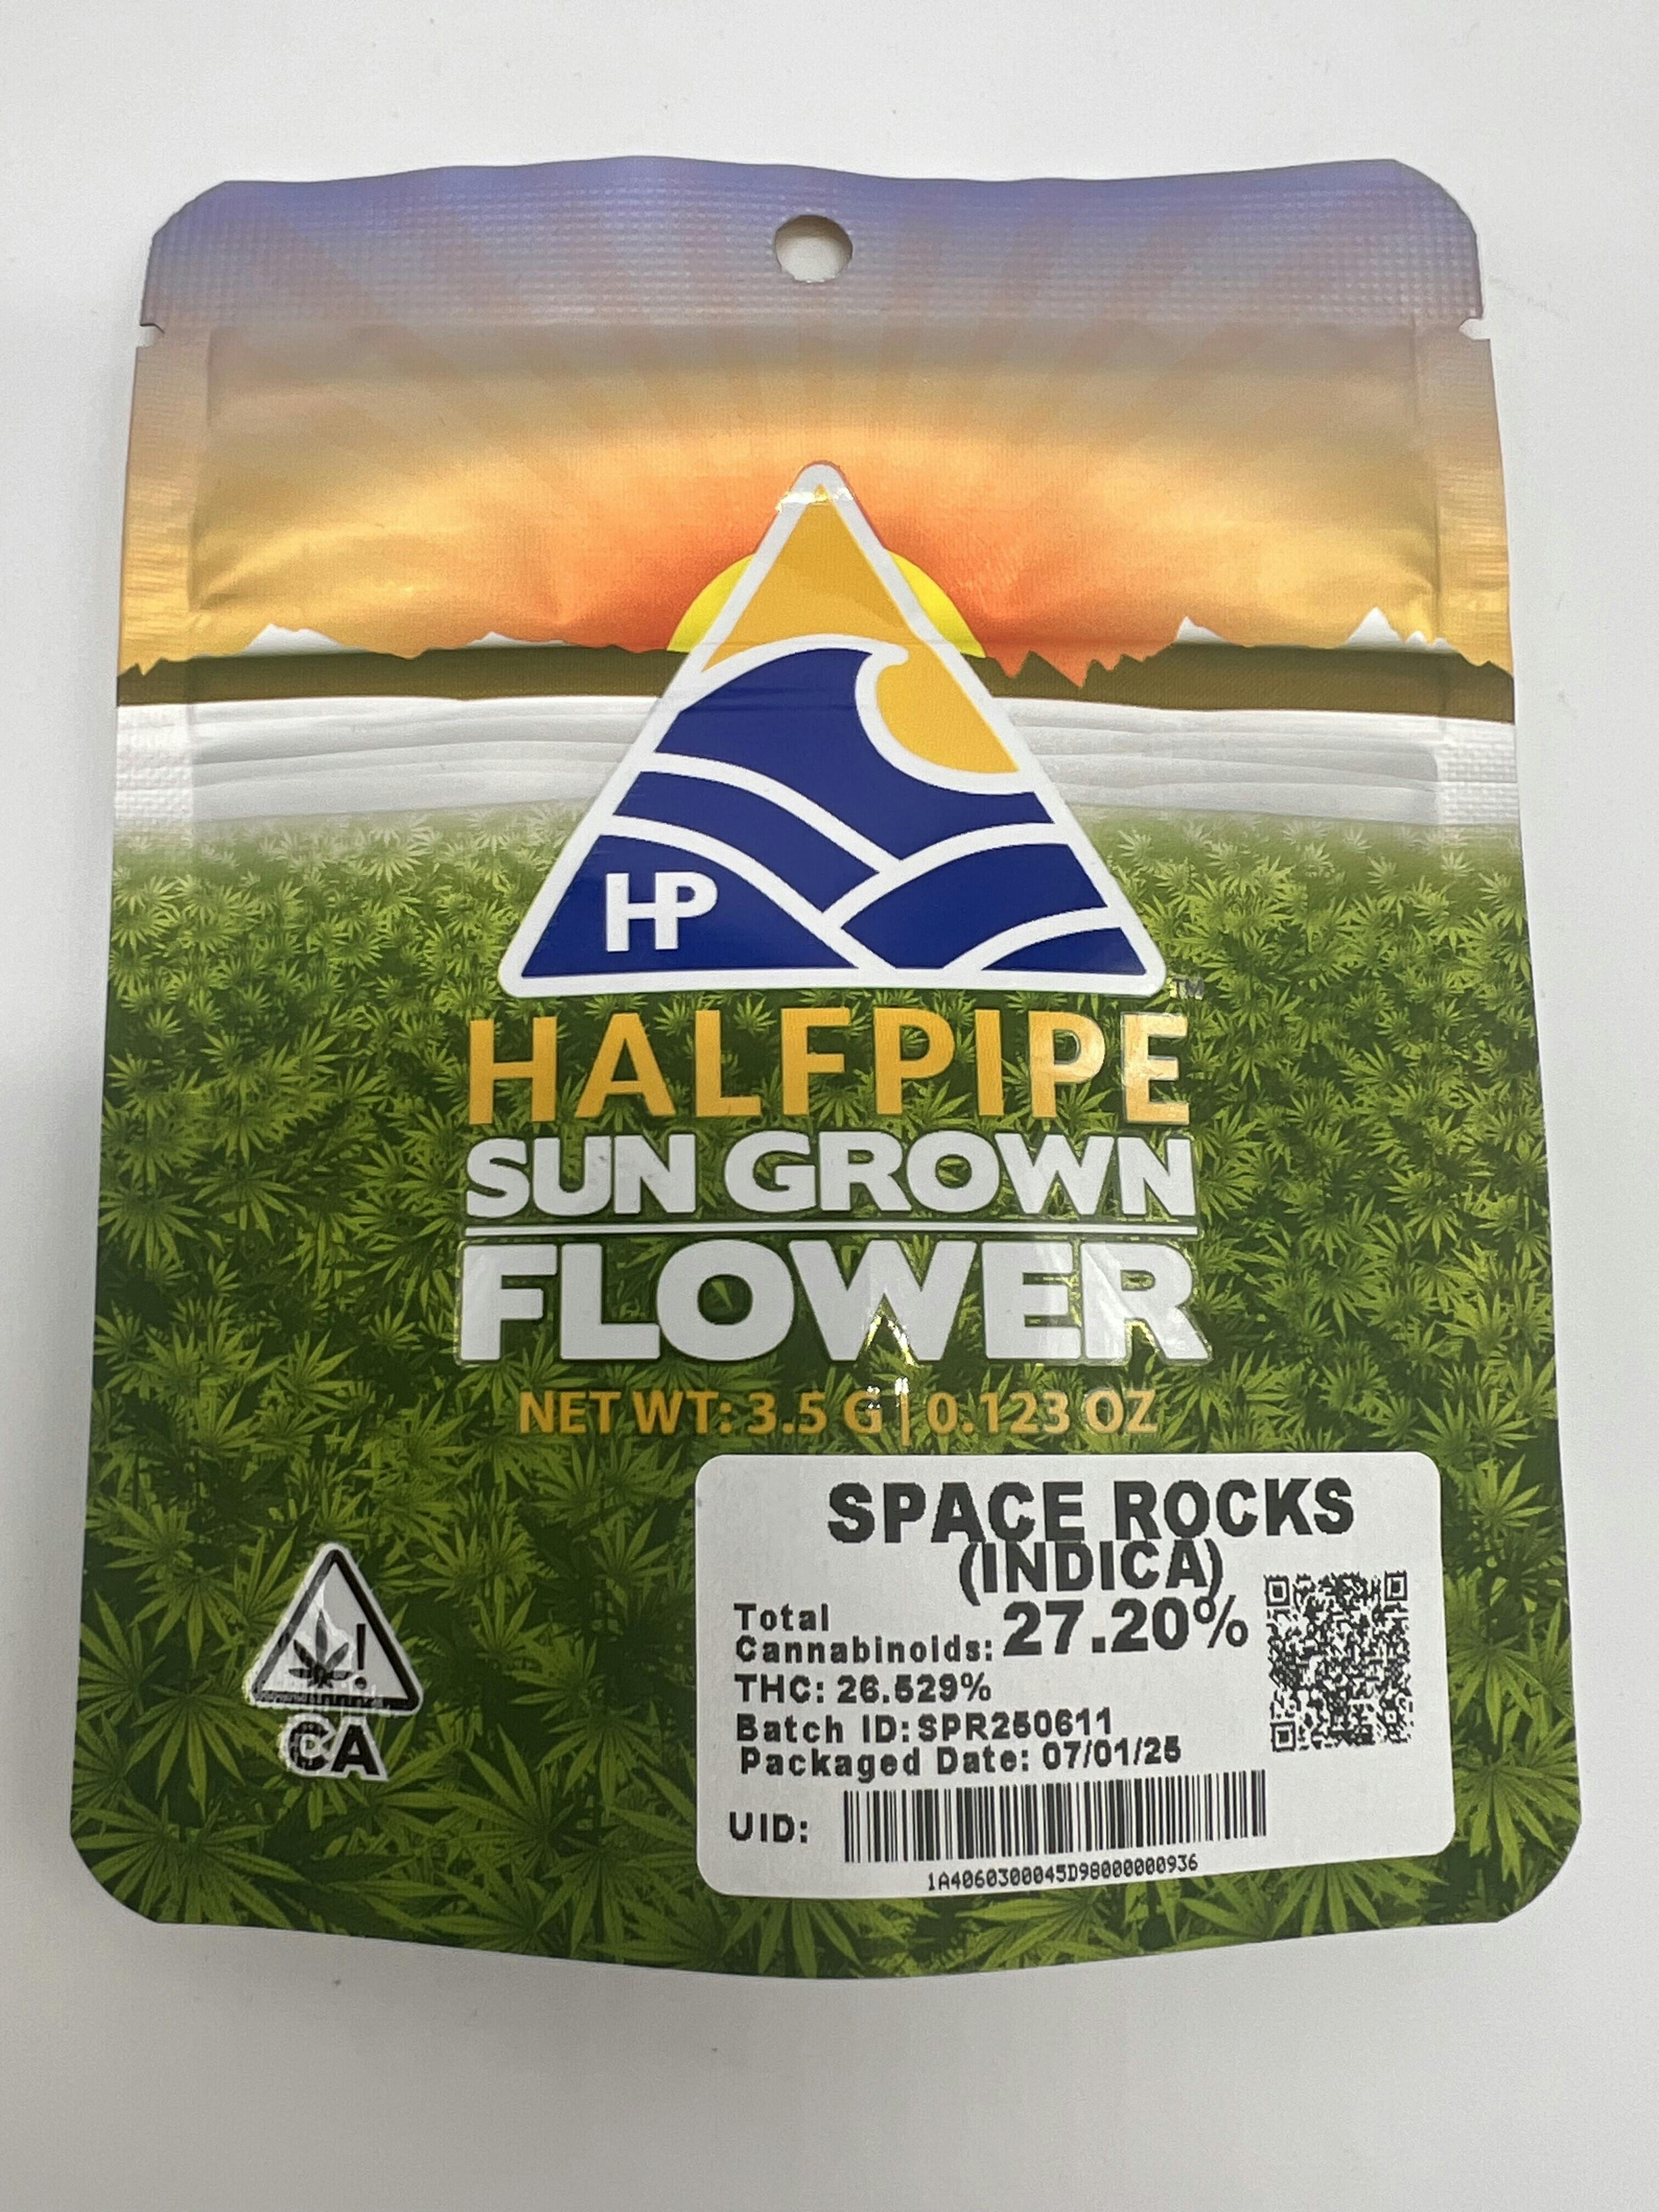 HP
TM
HALFPIPE
SUN GROWN
FLOWER
NET WT: 3.5 G | 0.123 OZ
SPACE ROCKS
(INDICA)
Total
Cannabinoids: 27.20%
THC: 26.529%
Batch ID: SPR250611
Packaged Date: 07/01/25
UID:
1A4060300045D98000000936
!
CA